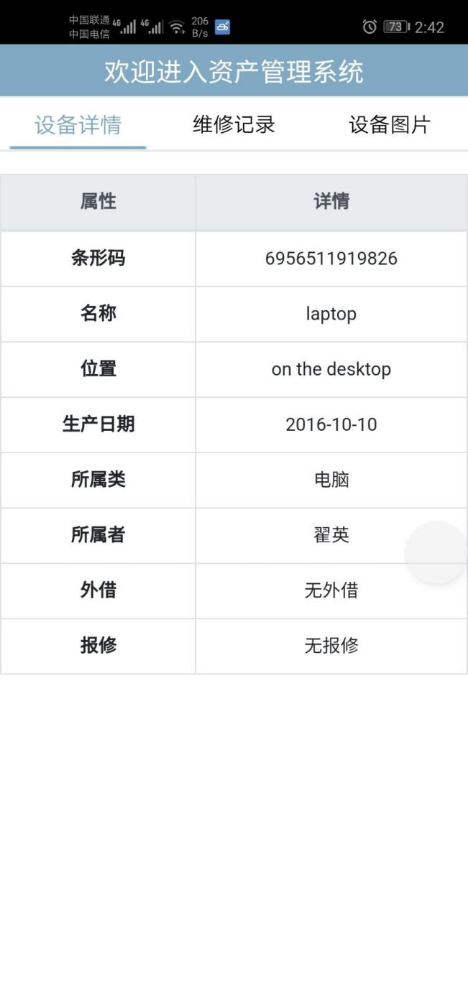 中国联通 4G 4G 206
中国电信 B/s 73 2:42
欢迎进入资产管理系统
设备详情 维修记录 设备图片
属性 详情
条形码 6956511919826
名称 laptop
位置 on the desktop
生产日期 2016-10-10
所属类 电脑
所属者 翟英
外借 无外借
报修 无报修